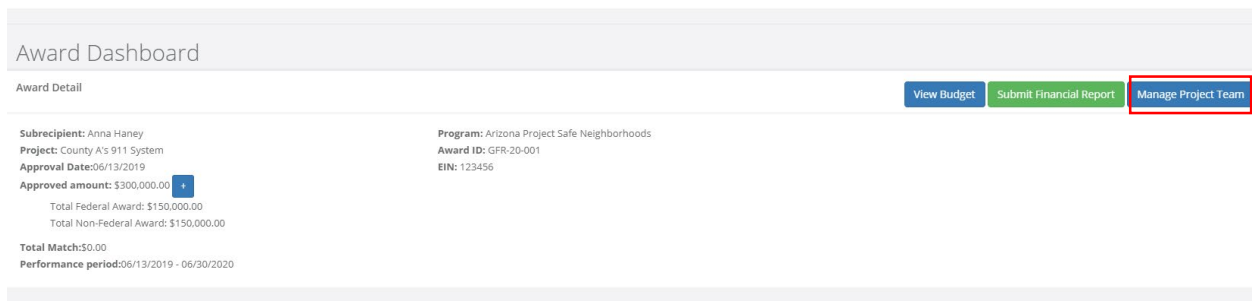 Award Dashboard
Award Detail
View Budget
Submit Financial Report
Manage Project Team
Subrecipient: Anna Haney
Project: County A's 911 System
Approval Date:06/13/2019
Approved amount: $300,000.00 +
Total Federal Award: $150,000.00
Total Non-Federal Award: $150,000.00
Total Match:$0.00
Performance period:06/13/2019 - 06/30/2020
Program: Arizona Project Safe Neighborhoods
Award ID: GFR-20-001
EIN: 123456